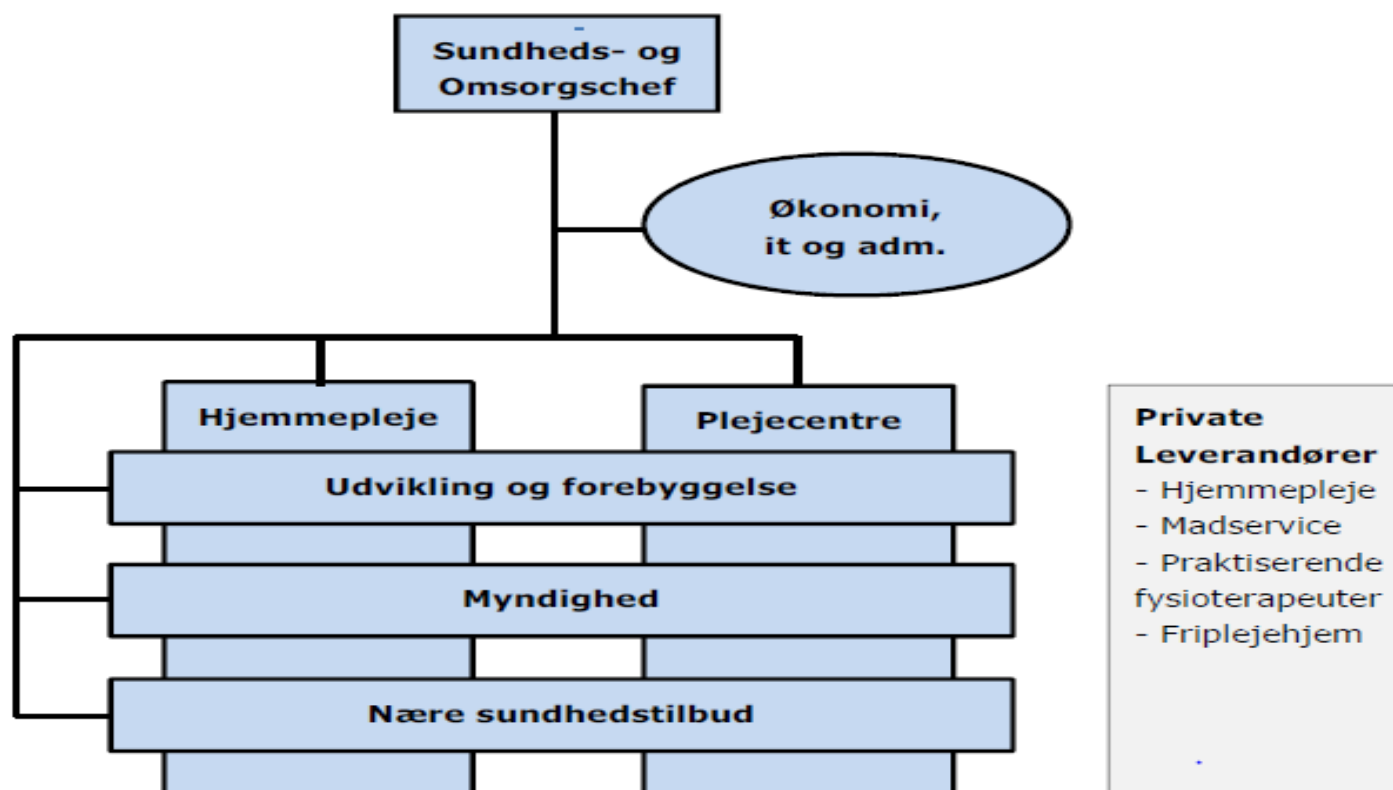 Sundheds- og
Omsorgschef
Økonomi,
it og adm.
Hjemmepleje
Plejecentre
Udvikling og forebyggelse
Myndighed
Nære sundhedstilbud
Private
Leverandører
- Hjemmepleje
- Madservice
- Praktiserende
fysioterapeuter
- Friplejehjem